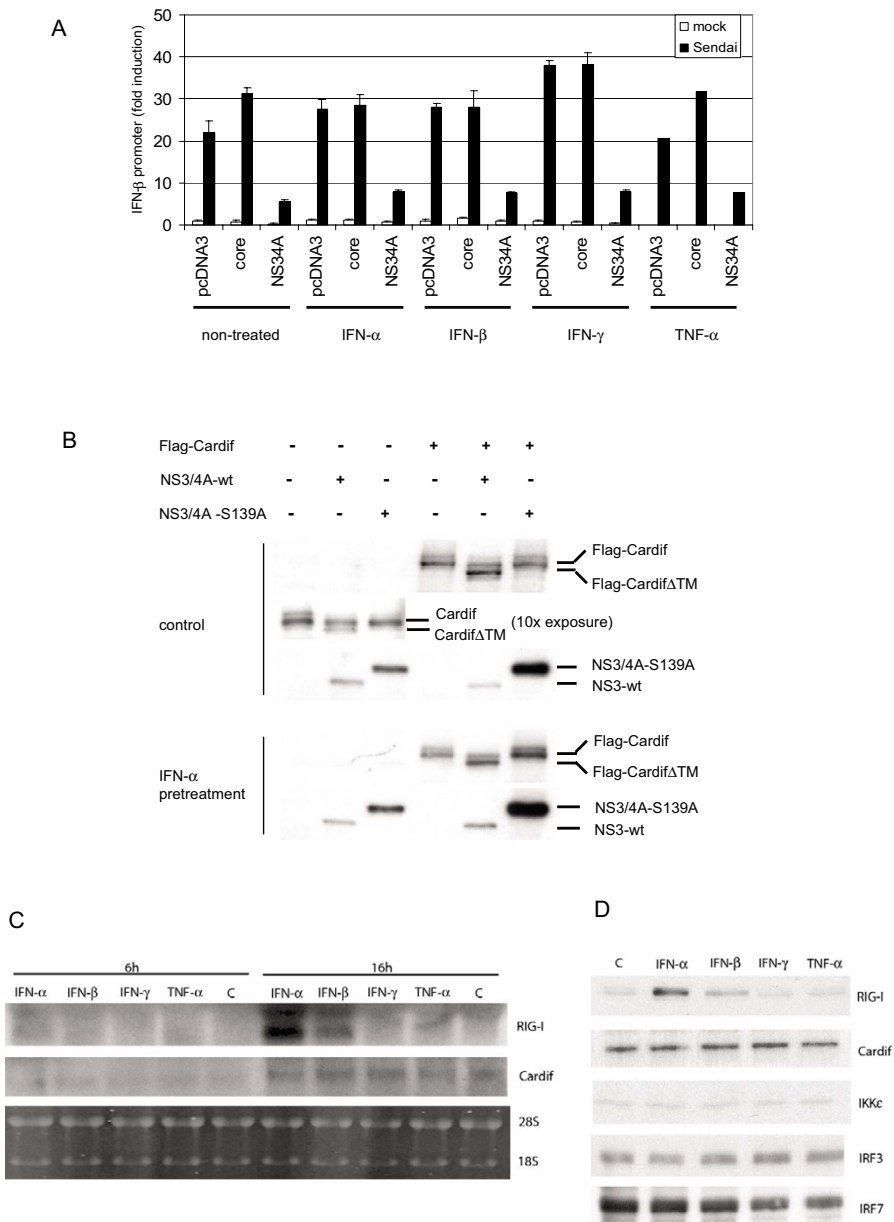 A
IFN-β promoter (fold induction)
50
40
30
20
10
0
mock
Sendai
pcDNA3 core NS34A pcDNA3 core NS34A pcDNA3 core NS34A pcDNA3 core NS34A pcDNA3 core NS34A
non-treated IFN-α IFN-β IFN-γ TNF-α
B
Flag-Cardif - - - + + +
NS3/4A-wt - + - - + -
NS3/4A -S139A - - + - - +
control
Flag-Cardif
Flag-CardifΔTM
Cardif
CardifΔTM (10x exposure)
NS3/4A-S139A
NS3-wt
IFN-α
pretreatment
Flag-Cardif
Flag-CardifΔTM
NS3/4A-S139A
NS3-wt
C
6h 16h
IFN-α IFN-β IFN-γ TNF-α C IFN-α IFN-β IFN-γ TNF-α C
RIG-I
Cardif
28S
18S
D
C IFN-α IFN-β IFN-γ TNF-α
RIG-I
Cardif
IKKε
IRF3
IRF7